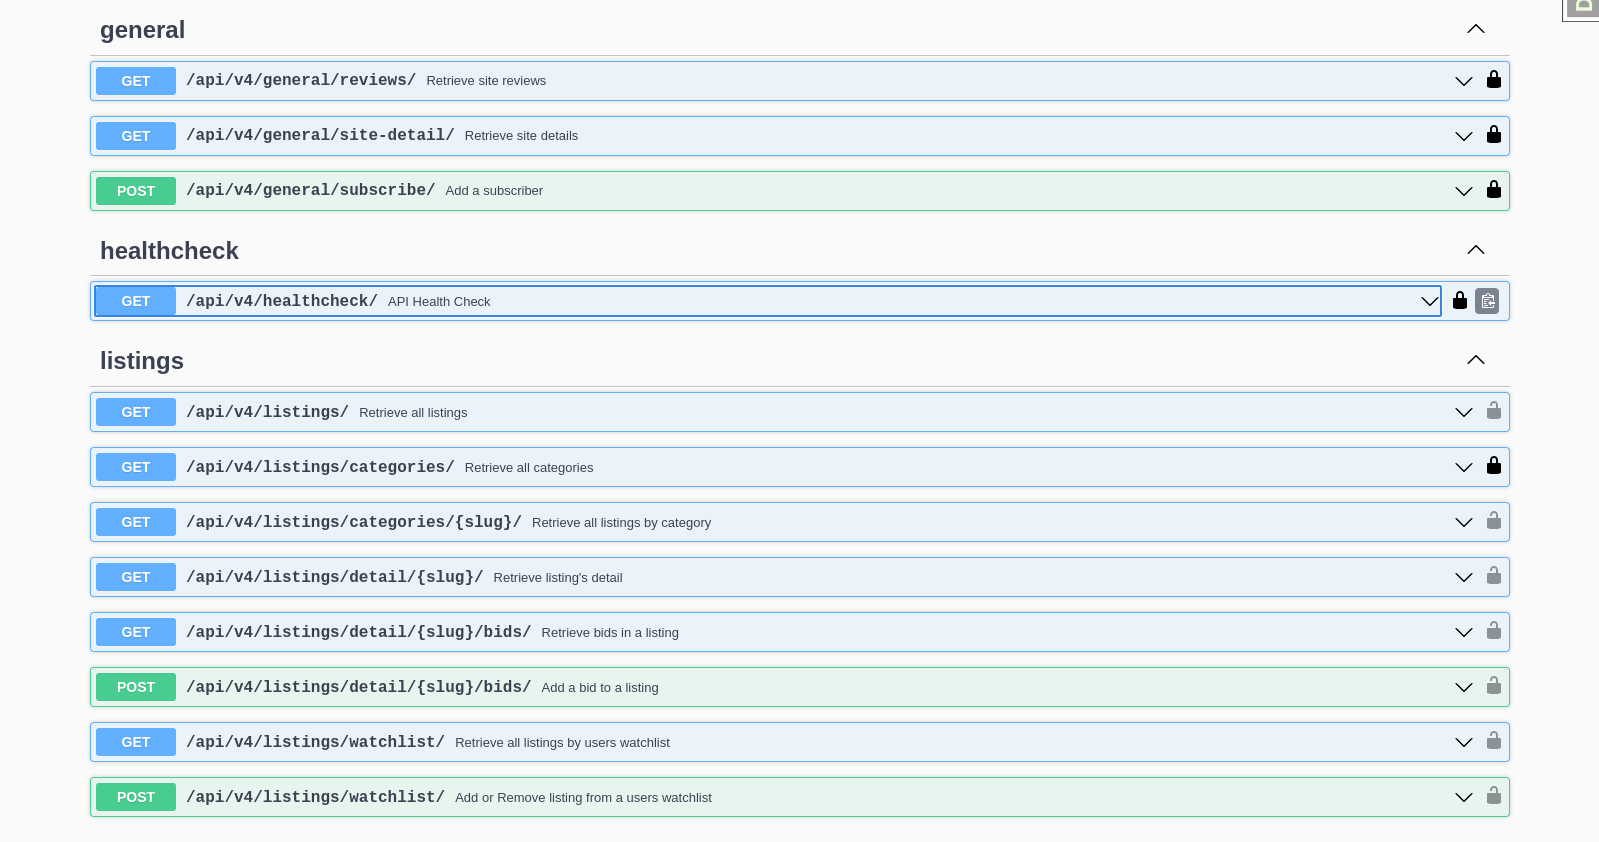 general
GET /api/v4/general/reviews/ Retrieve site reviews
GET /api/v4/general/site-detail/ Retrieve site details
POST /api/v4/general/subscribe/ Add a subscriber
healthcheck
GET /api/v4/healthcheck/ API Health Check
listings
GET /api/v4/listings/ Retrieve all listings
GET /api/v4/listings/categories/ Retrieve all categories
GET /api/v4/listings/categories/{slug}/ Retrieve all listings by category
GET /api/v4/listings/detail/{slug}/ Retrieve listing's detail
GET /api/v4/listings/detail/{slug}/bids/ Retrieve bids in a listing
POST /api/v4/listings/detail/{slug}/bids/ Add a bid to a listing
GET /api/v4/listings/watchlist/ Retrieve all listings by users watchlist
POST /api/v4/listings/watchlist/ Add or Remove listing from a users watchlist